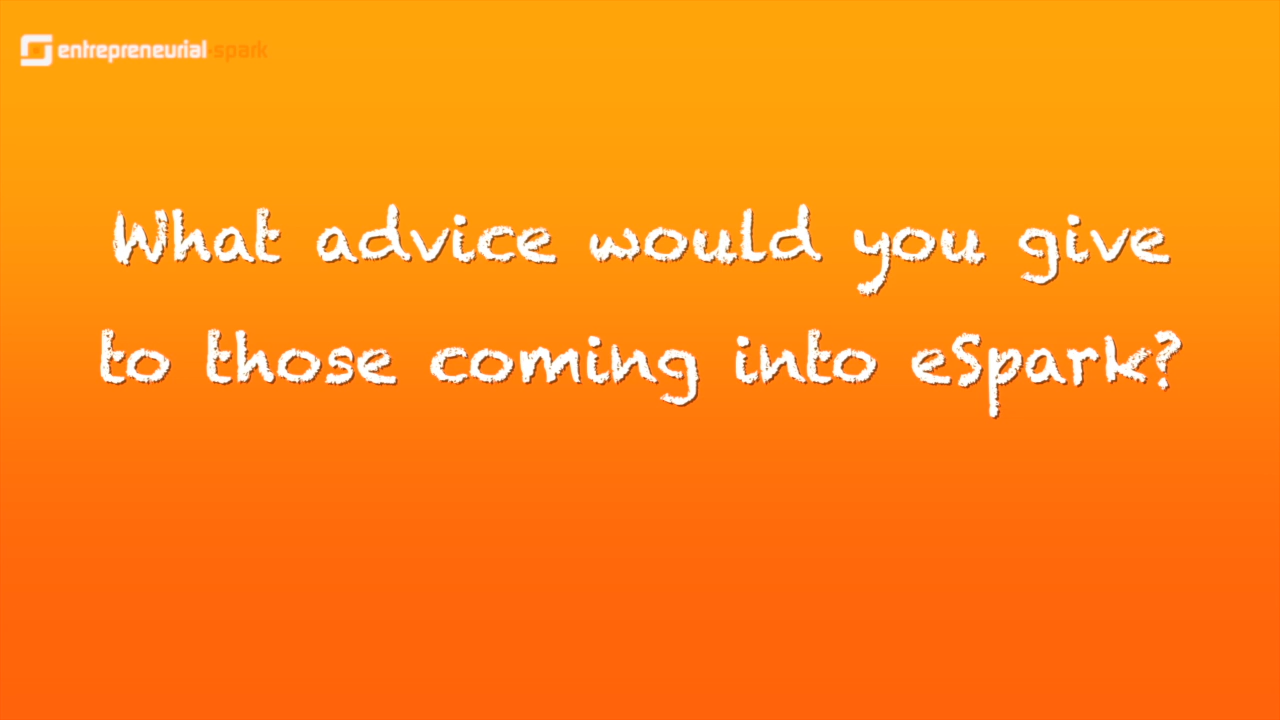 entrepreneurial·spark
What advice would you give
to those coming into eSpark?